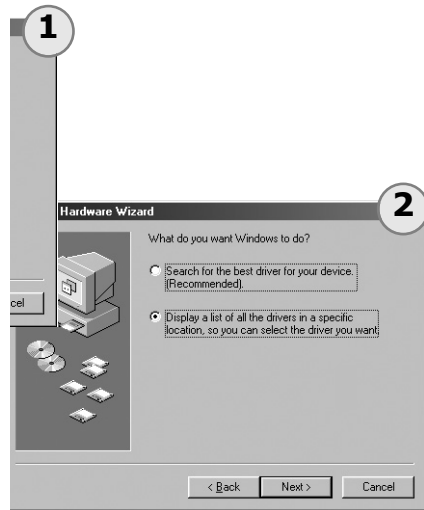 1
2
Hardware Wizard
What do you want Windows to do?
Search for the best driver for your device.
(Recommended).
Display a list of all the drivers in a specific
location, so you can select the driver you want.
cel
< Back
Next >
Cancel